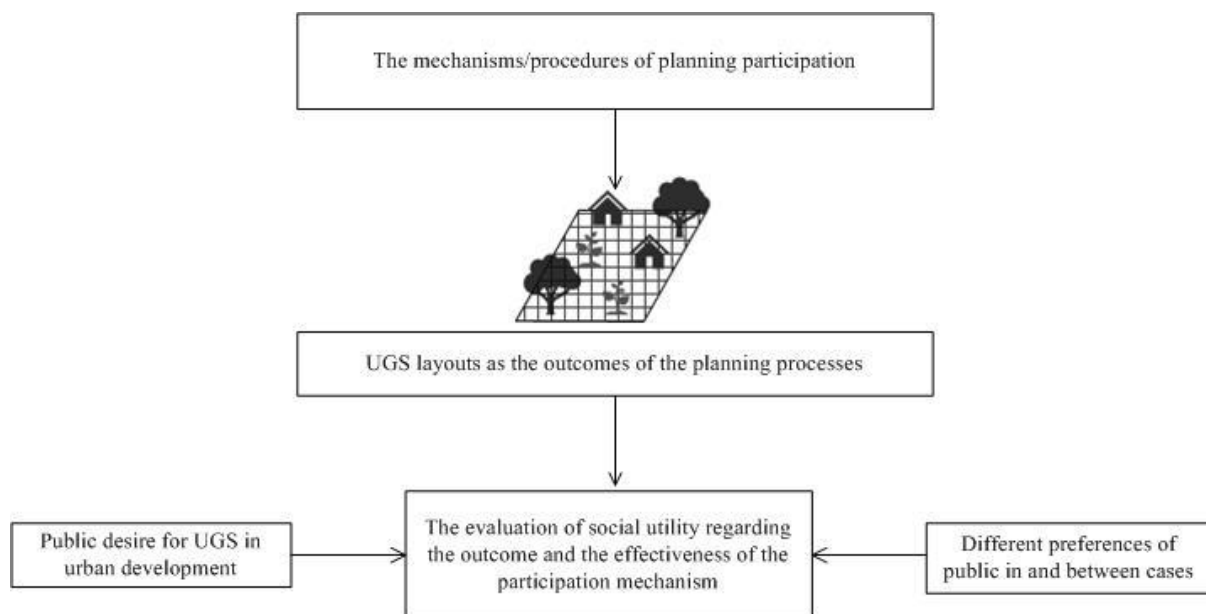 The mechanisms/procedures of planning participation
UGS layouts as the outcomes of the planning processes
Public desire for UGS in
urban development
The evaluation of social utility regarding
the outcome and the effectiveness of the
participation mechanism
Different preferences of
public in and between cases